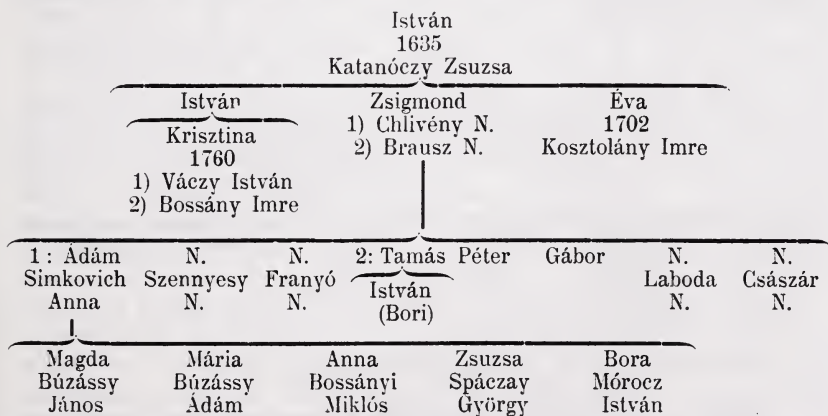 István
1635
Katanóczy Zsuzsa
István Zsigmond Éva
Krisztina 1) Chlivény N. 1702
1760 2) Brausz N. Kosztolány Imre
1) Váczy István
2) Bossány Imre
1: Ádám N. N. 2: Tamás Péter Gábor N. N.
Simkovich Szennyesy Franyó István Laboda Császár
Anna N. N. (Bori) N. N.
Magda Mária Anna Zsuzsa Bora
Búzássy Búzássy Bossányi Spáczay Mórocz
János Ádám Miklós György István